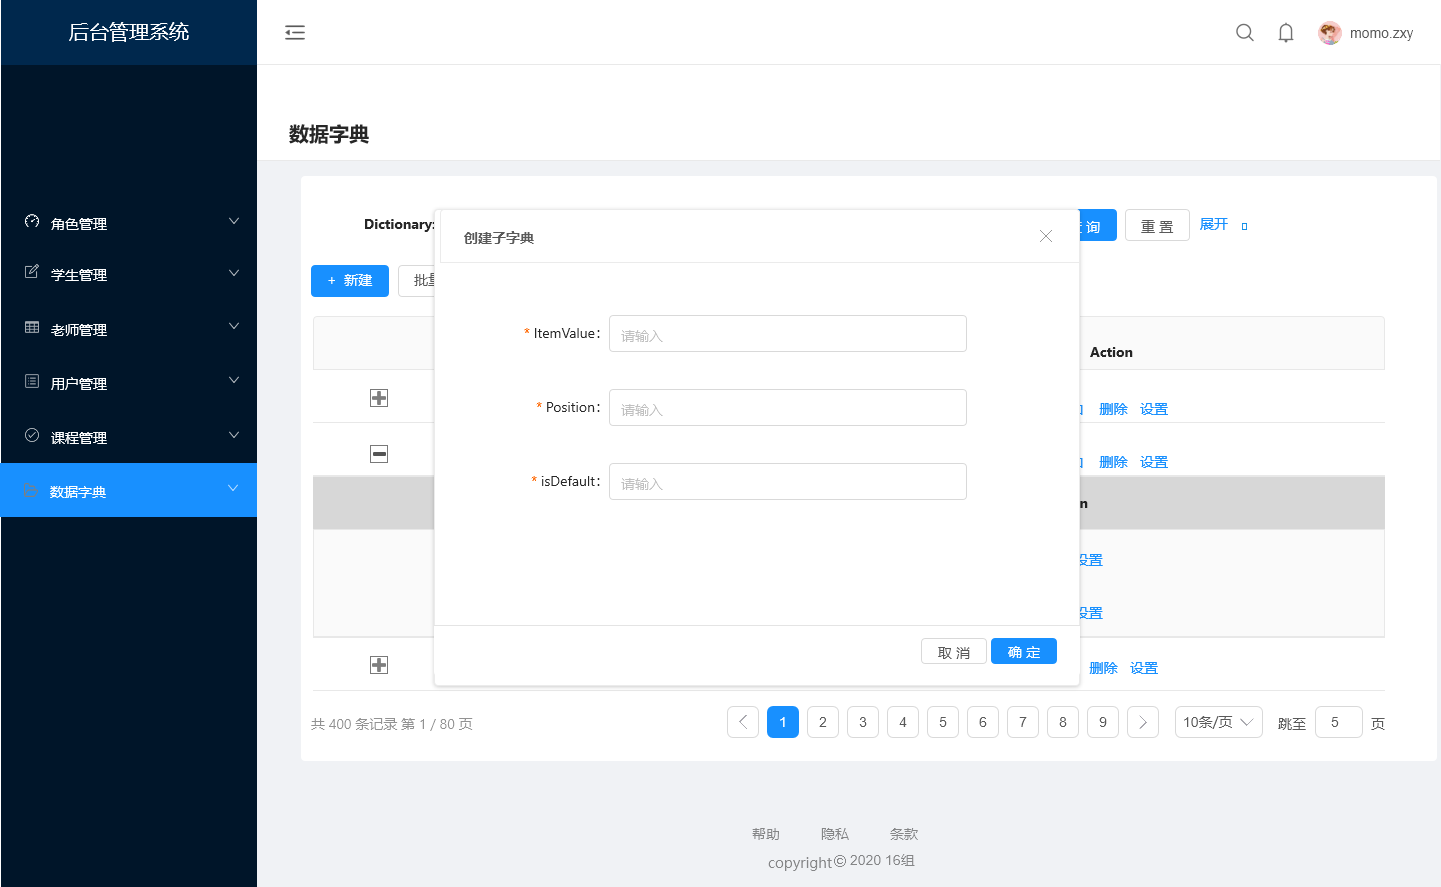 后台管理系统
momo.zxy
数据字典
角色管理
学生管理
老师管理
用户管理
课程管理
数据字典
Dictionary:
询
重 置
展开
+ 新建
批
创建子字典
* ItemValue:
请输入
* Position:
请输入
* isDefault:
请输入
取 消
确 定
Action
删除 设置
删除 设置
n
设置
设置
删除 设置
共 400 条记录 第 1 / 80 页
1 2 3 4 5 6 7 8 9
10条/页
跳至 5 页
帮助 隐私 条款
copyright© 2020 16组